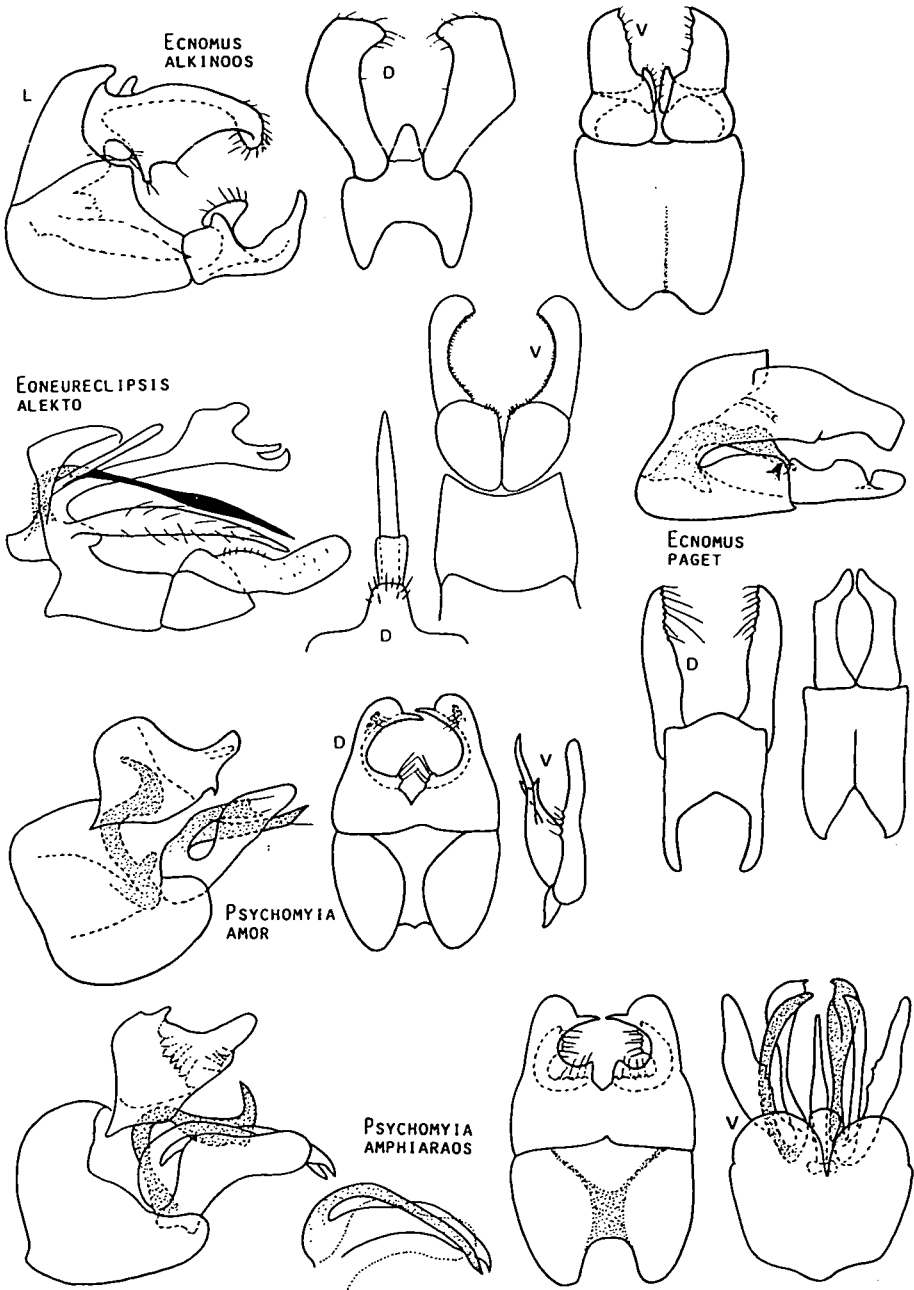 ECNOMUS
ALKINOOS
L
D
V
EONEURECLIPSIS
ALEKTO
V
D
ECNOMUS
PAGET
D
D
V
PSYCHOMYIA
AMOR
PSYCHOMYIA
AMPHIARAOS
V